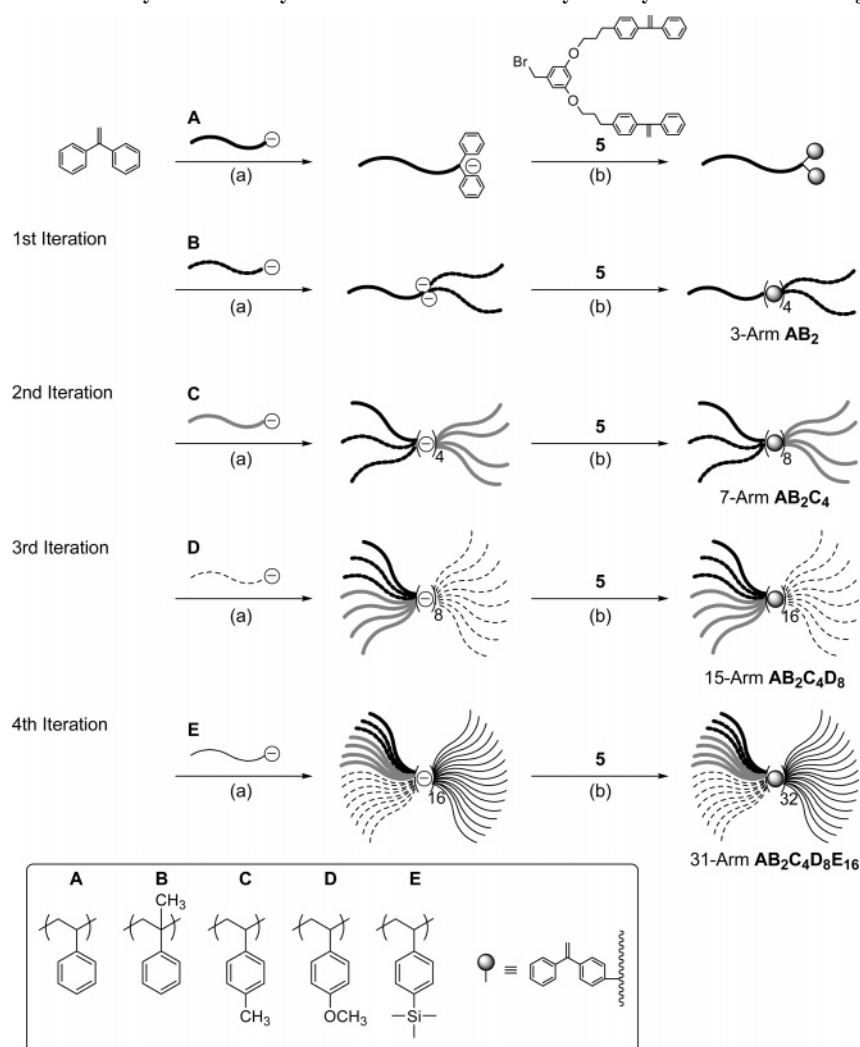 Br
O
O
A
5
(a)
(b)
1st Iteration
B
5
(a)
(b)
4
3-Arm AB2
2nd Iteration
C
5
(a)
4
(b)
8
7-Arm AB2C4
3rd Iteration
D
5
(a)
8
(b)
16
15-Arm AB2C4D8
4th Iteration
E
5
(a)
16
(b)
32
31-Arm AB2C4D8E16
A B C D E
CH3
≡
Si
CH3 OCH3